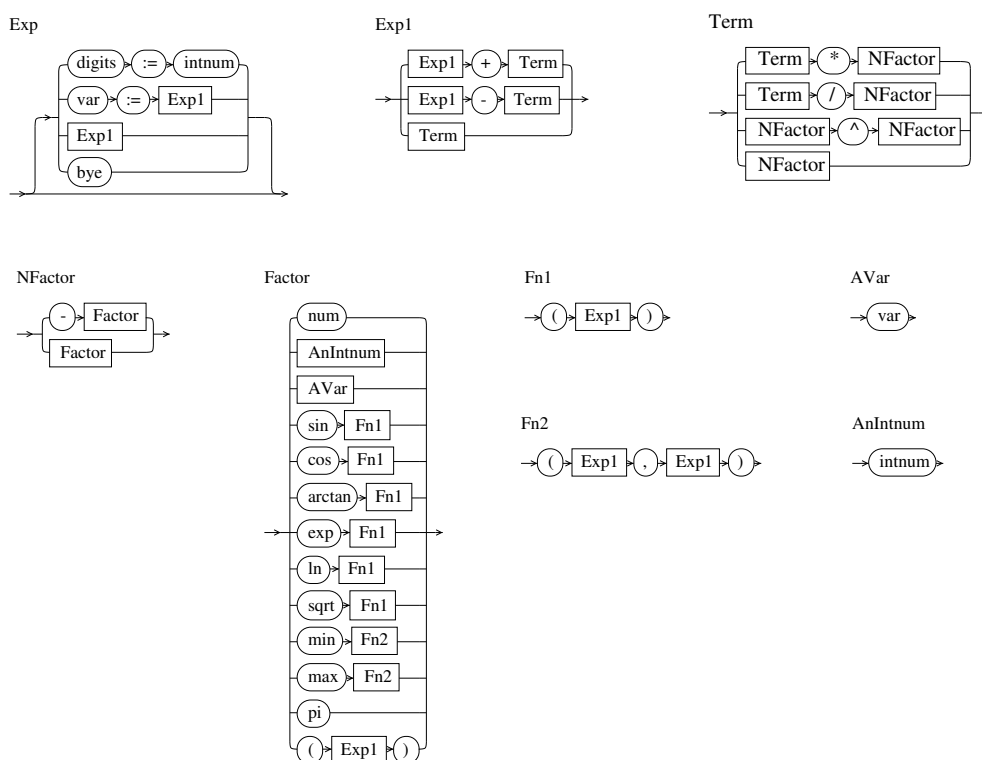 Exp
digits := intnum
var := Exp1
Exp1
bye
Exp1
Exp1 + Term
Exp1 - Term
Term
Term
Term * NFactor
Term / NFactor
NFactor ^ NFactor
NFactor
NFactor
- Factor
Factor
Factor
num
AnIntnum
AVar
sin Fn1
cos Fn1
arctan Fn1
exp Fn1
ln Fn1
sqrt Fn1
min Fn2
max Fn2
pi
( Exp1 )
Fn1
( Exp1 )
AVar
var
Fn2
( Exp1 , Exp1 )
AnIntnum
intnum